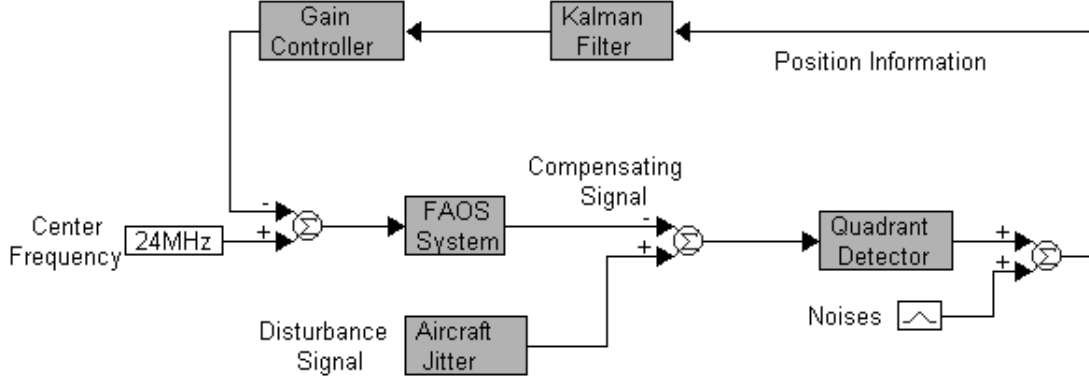 Gain
Controller
Kalman
Filter
Position Information
Compensating
Signal
Center
Frequency
24MHz
-
+
Σ
FAOS
System
-
+
Σ
Quadrant
Detector
+
+
Σ
Noises
Disturbance
Signal
Aircraft
Jitter